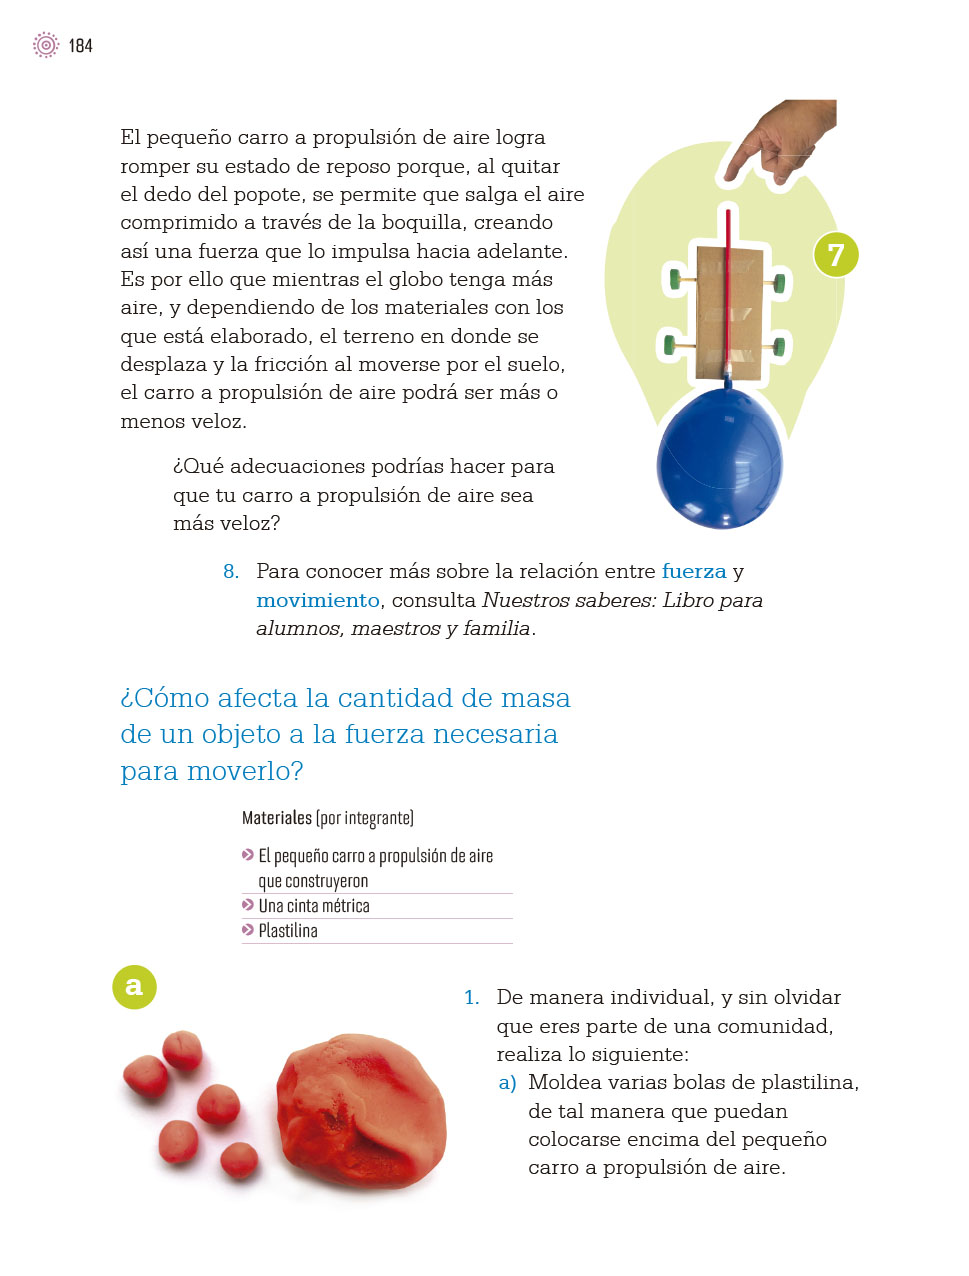 184
El pequeño carro a propulsión de aire logra
romper su estado de reposo porque, al quitar
el dedo del popote, se permite que salga el aire
comprimido a través de la boquilla, creando
así una fuerza que lo impulsa hacia adelante.
Es por ello que mientras el globo tenga más
aire, y dependiendo de los materiales con los
que está elaborado, el terreno en donde se
desplaza y la fricción al moverse por el suelo,
el carro a propulsión de aire podrá ser más o
menos veloz.
7
¿Qué adecuaciones podrías hacer para
que tu carro a propulsión de aire sea
más veloz?
8. Para conocer más sobre la relación entre fuerza y
movimiento, consulta Nuestros saberes: Libro para
alumnos, maestros y familia.
¿Cómo afecta la cantidad de masa
de un objeto a la fuerza necesaria
para moverlo?
Materiales (por integrante)
El pequeño carro a propulsión de aire
que construyeron
Una cinta métrica
Plastilina
a
1. De manera individual, y sin olvidar
que eres parte de una comunidad,
realiza lo siguiente:
a) Moldea varias bolas de plastilina,
de tal manera que puedan
colocarse encima del pequeño
carro a propulsión de aire.